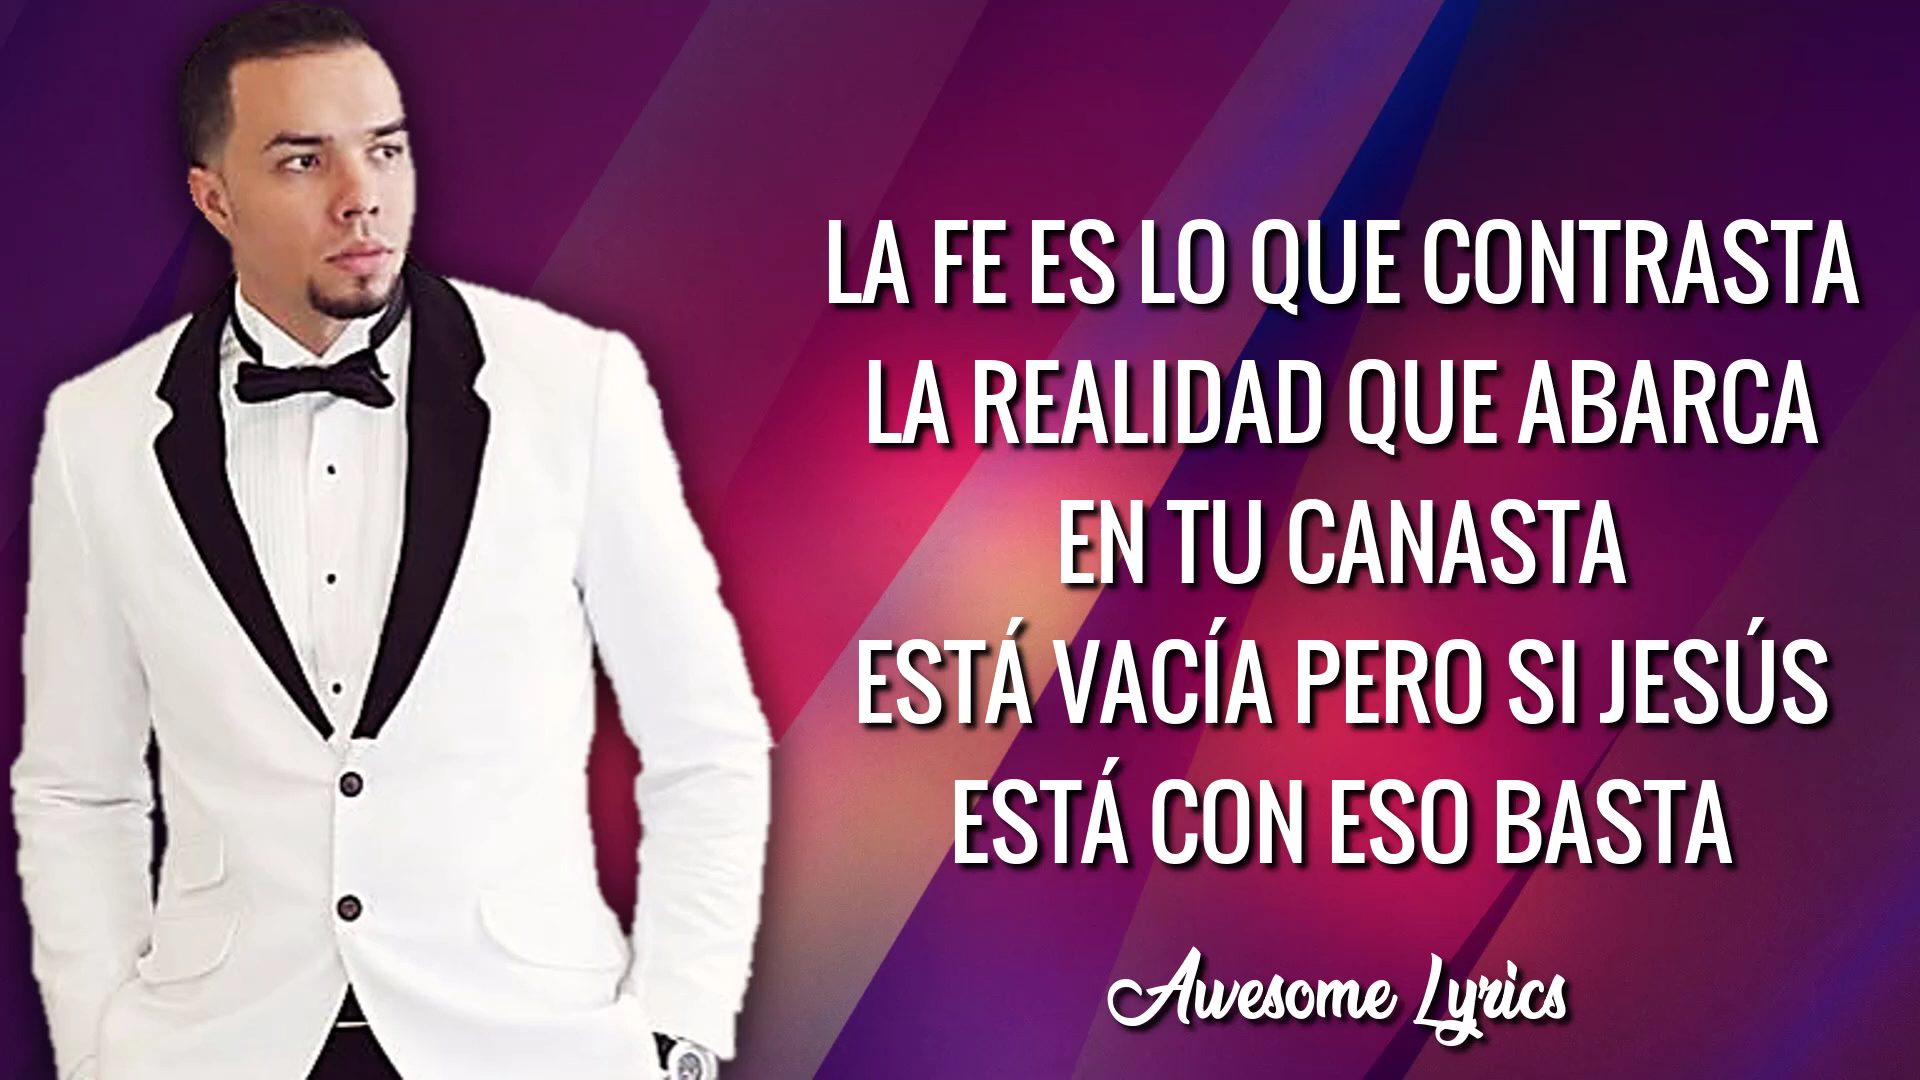 LA FE ES LO QUE CONTRASTA
LA REALIDAD QUE ABARCA
EN TU CANASTA
ESTÁ VACÍA PERO SI JESÚS
ESTÁ CON ESO BASTA
Awesome Lyrics